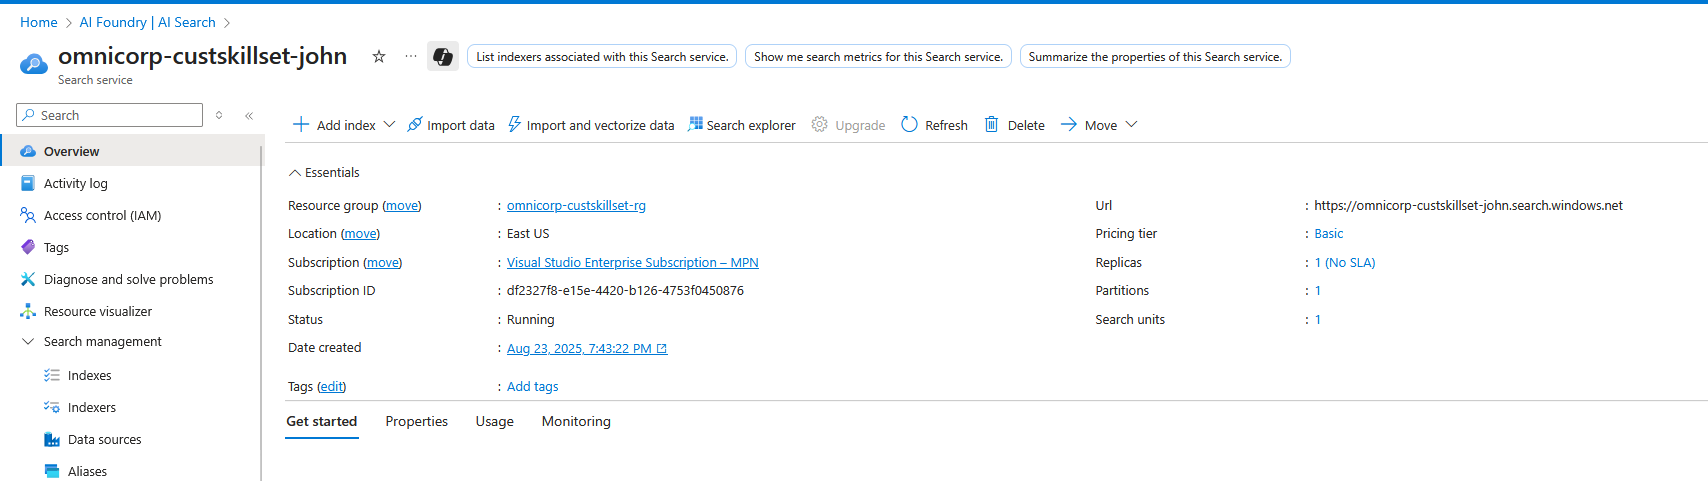 Home > AI Foundry | AI Search >
omnicorp-custskillset-john
Search service
List indexers associated with this Search service.
Show me search metrics for this Search service.
Summarize the properties of this Search service.
Search
Overview
Activity log
Access control (IAM)
Tags
Diagnose and solve problems
Resource visualizer
Search management
Indexes
Indexers
Data sources
Aliases
Add index
Import data
Import and vectorize data
Search explorer
Upgrade
Refresh
Delete
Move
Essentials
Resource group (move) : omnicorp-custskillset-rg
Location (move) : East US
Subscription (move) : Visual Studio Enterprise Subscription – MPN
Subscription ID : df2327f8-e15e-4420-b126-4753f0450876
Status : Running
Date created : Aug 23, 2025, 7:43:22 PM
Tags (edit) : Add tags
Url : https://omnicorp-custskillset-john.search.windows.net
Pricing tier : Basic
Replicas : 1 (No SLA)
Partitions : 1
Search units : 1
Get started
Properties
Usage
Monitoring